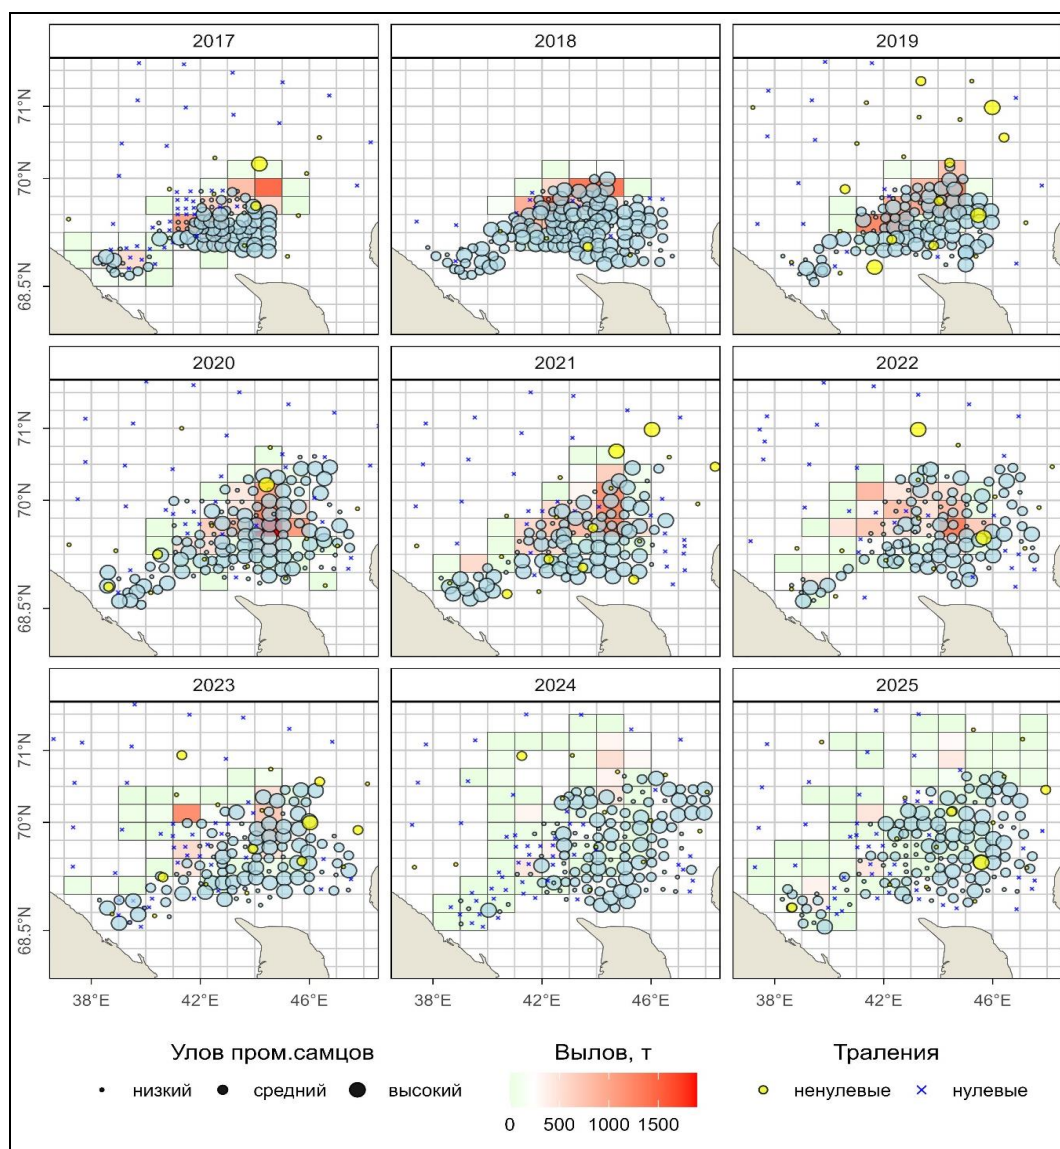 2017 2018 2019
71°N
70°N
68.5°N
2020 2021 2022
71°N
70°N
68.5°N
2023 2024 2025
71°N
70°N
68.5°N
38°E 42°E 46°E 38°E 42°E 46°E 38°E 42°E 46°E
Улов пром.самцов Вылов, т Траления
низкий средний высокий ненулевые нулевые
0 500 1000 1500